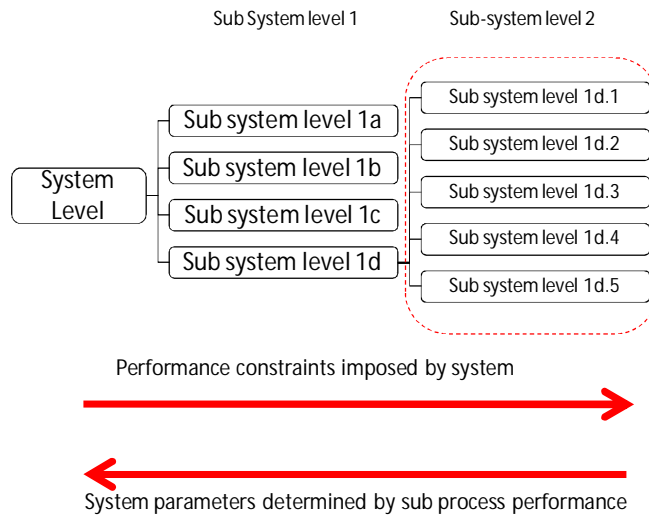 Sub System level 1
Sub-system level 2
Sub system level 1a
Sub system level 1b
Sub system level 1c
Sub system level 1d
System
Level
Sub system level 1d.1
Sub system level 1d.2
Sub system level 1d.3
Sub system level 1d.4
Sub system level 1d.5
Performance constraints imposed by system
System parameters determined by sub process performance